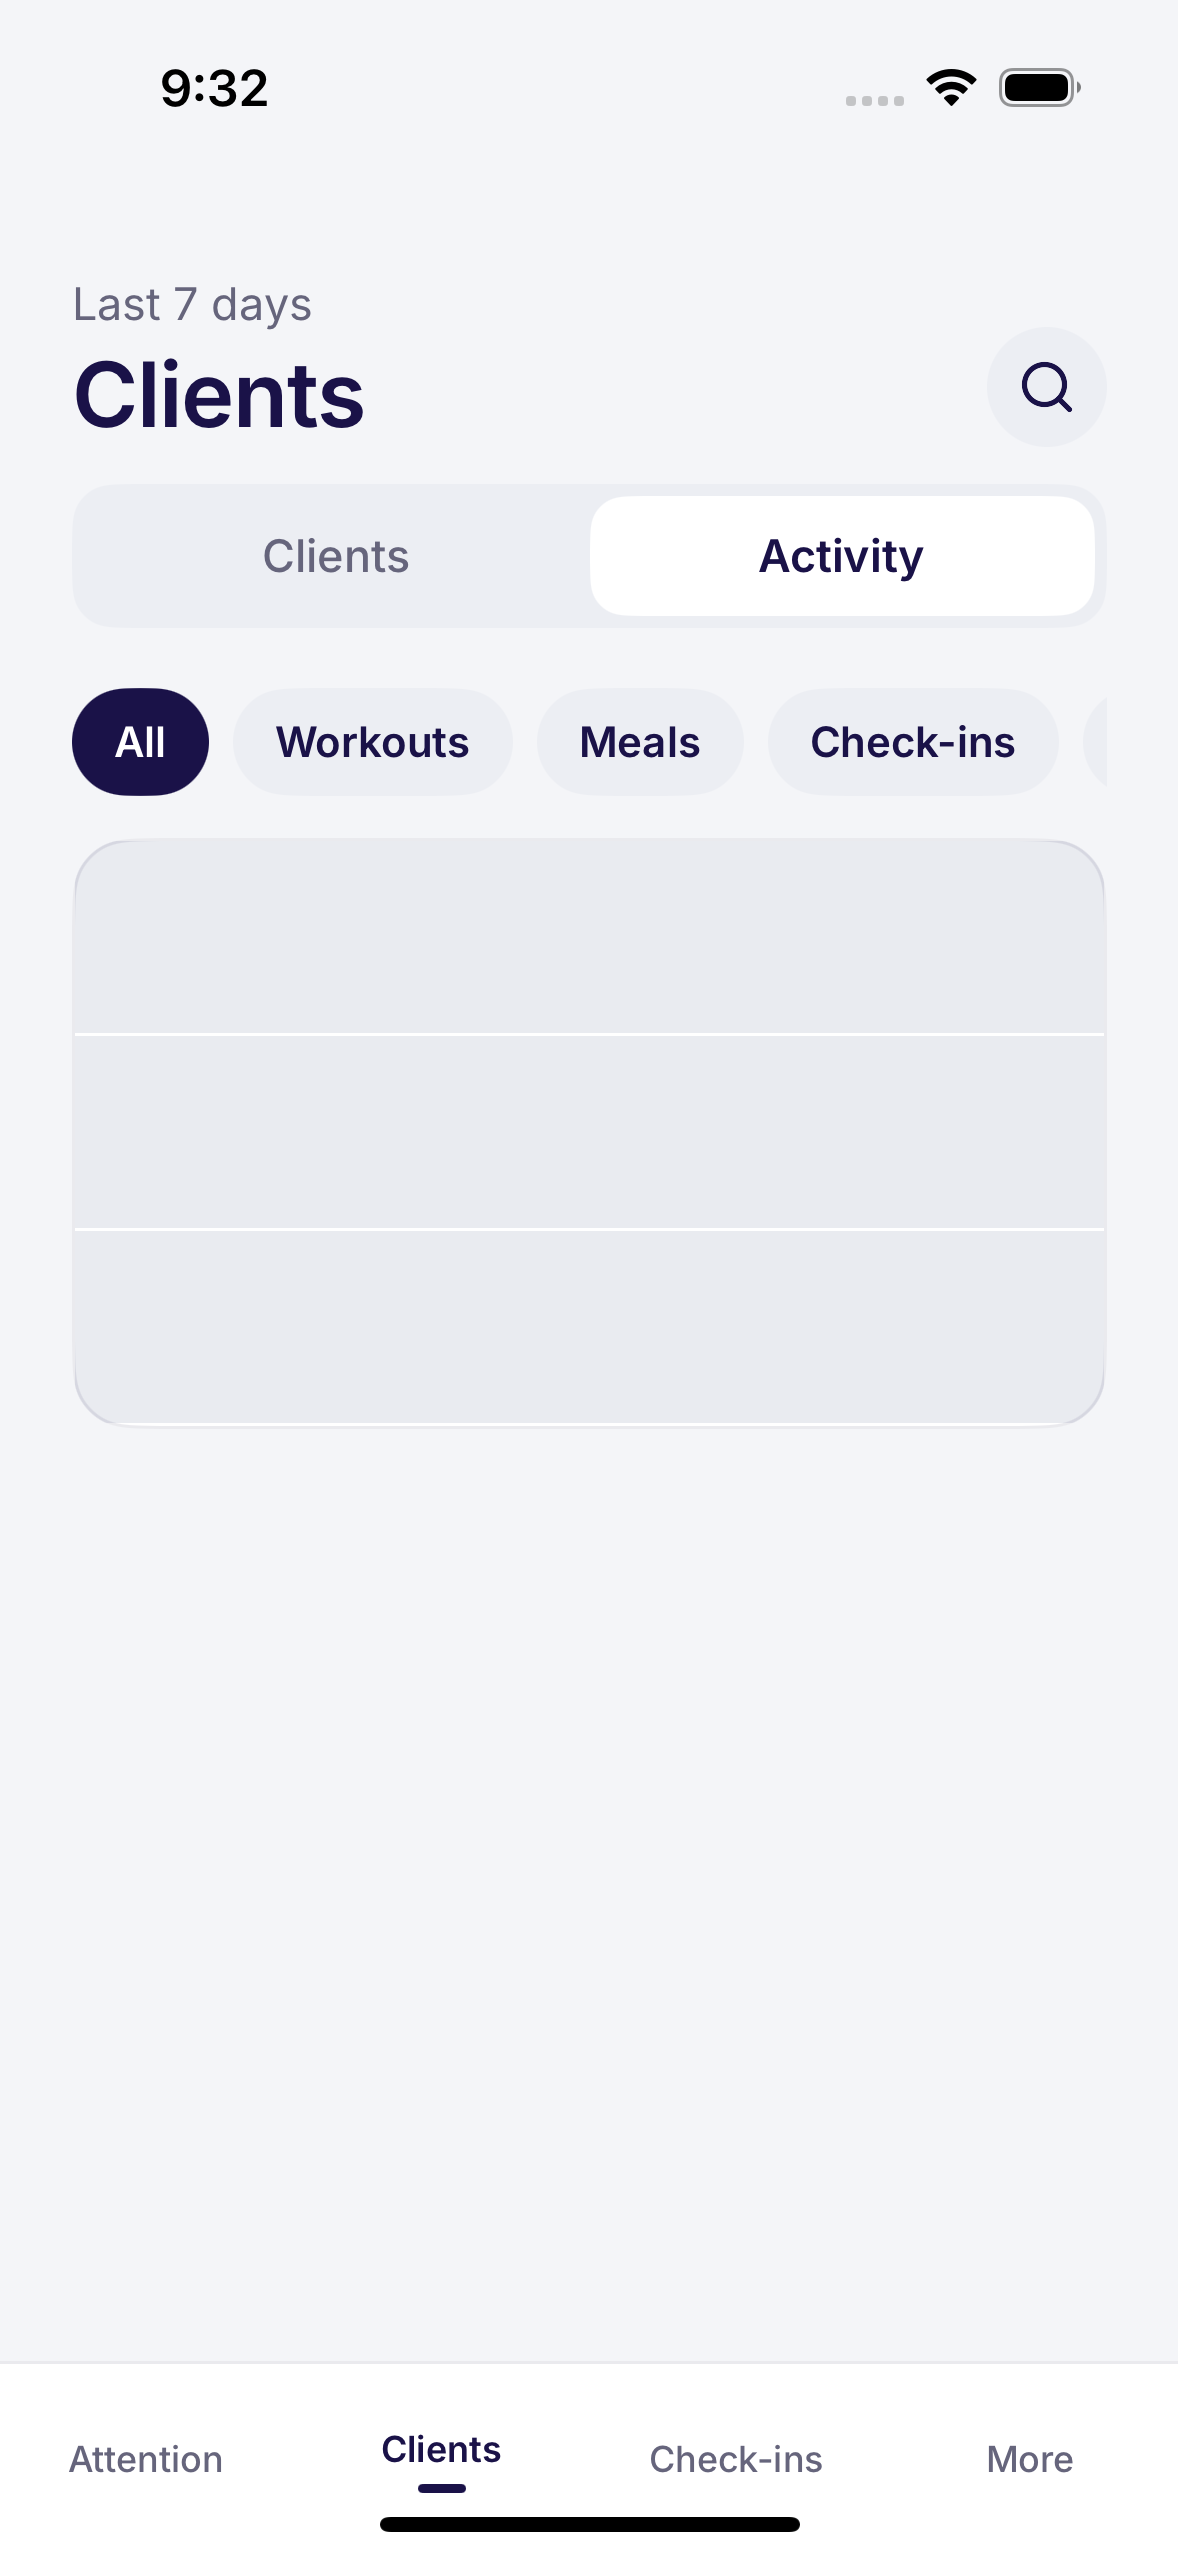 9:32
Last 7 days
Clients
Clients Activity
All Workouts Meals Check-ins
Attention Clients Check-ins More